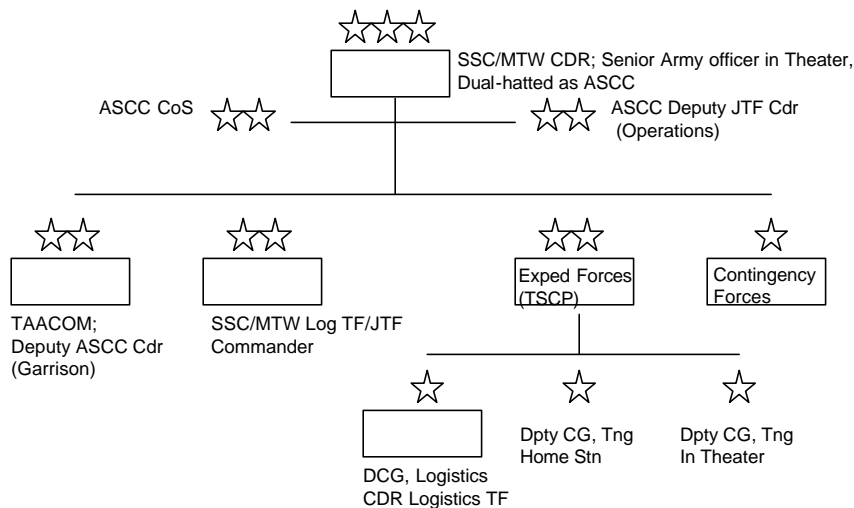 SSC/MTW CDR; Senior Army officer in Theater,
Dual-hatted as ASCC
ASCC CoS
ASCC Deputy JTF Cdr
(Operations)
TAACOM;
Deputy ASCC Cdr
(Garrison)
SSC/MTW Log TF/JTF
Commander
Exped Forces
(TSCP)
Contingency
Forces
DCG, Logistics
CDR Logistics TF
Dpty CG, Tng
Home Stn
Dpty CG, Tng
In Theater